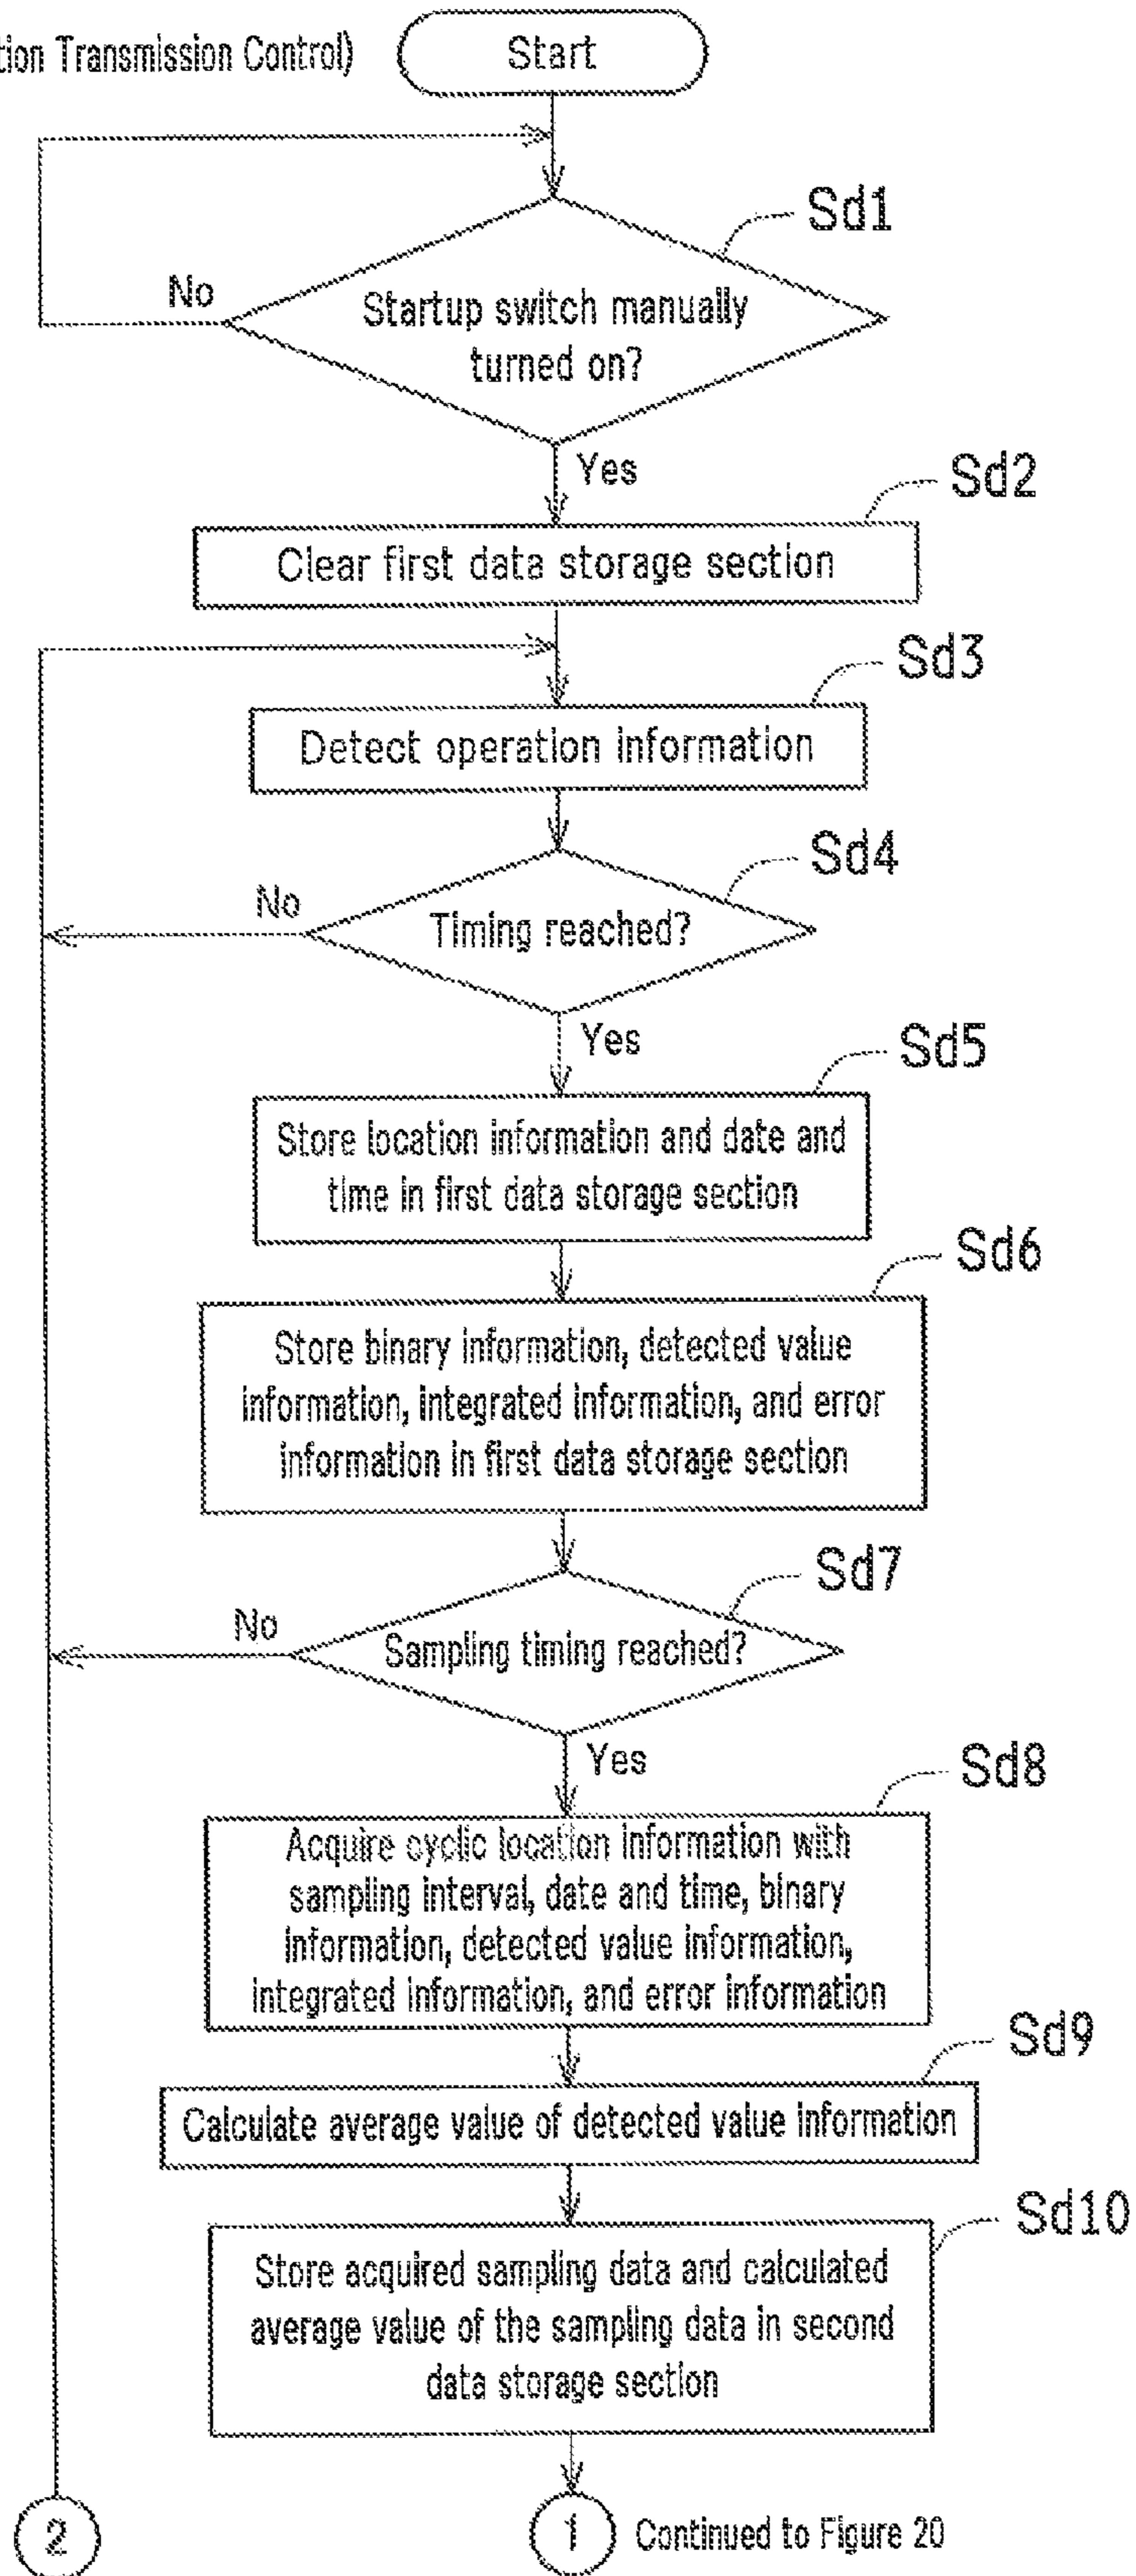 tion Transmission Control)
Start
Sd1
No
Startup switch manually
turned on?
Yes
Sd2
Clear first data storage section
Sd3
Detect operation information
Sd4
No
Timing reached?
Yes
Sd5
Store location information and date and
time in first data storage section
Sd6
Store binary information, detected value
information, integrated information, and error
information in first data storage section
Sd7
No
Sampling timing reached?
Yes
Sd8
Acquire cyclic location information with
sampling interval, date and time, binary
information, detected value information,
integrated information, and error information
Sd9
Calculate average value of detected value information
Sd10
Store acquired sampling data and calculated
average value of the sampling data in second
data storage section
2
1
Continued to Figure 20